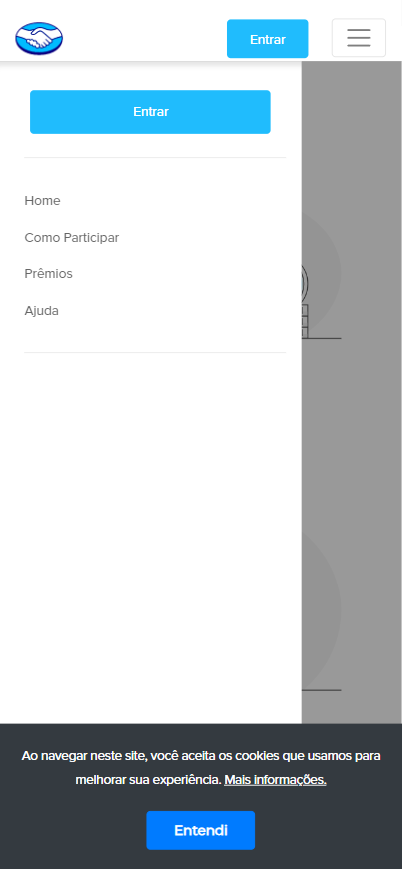 Entrar
Entrar
Home
Como Participar
Prêmios
Ajuda
Ao navegar neste site, você aceita os cookies que usamos para
melhorar sua experiência. Mais informações.
Entendi